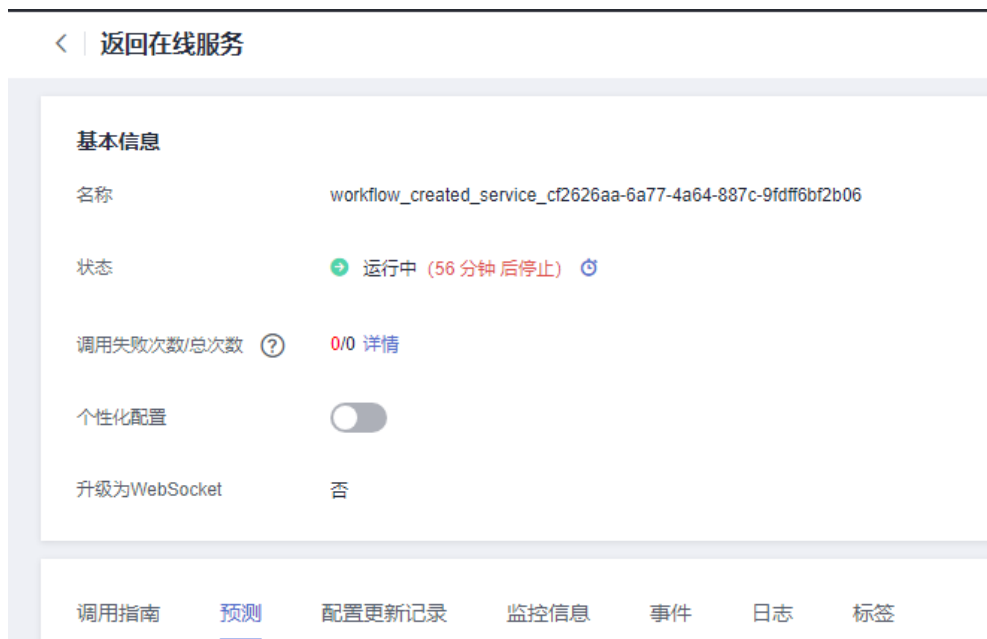 返回在线服务
基本信息
名称 workflow_created_service_cf2626aa-6a77-4a64-887c-9fdff6bf2b06
状态 运行中 (56 分钟 后停止)
调用失败次数/总次数 ? 0/0 详情
个性化配置
升级为WebSocket 否
调用指南 预测 配置更新记录 监控信息 事件 日志 标签